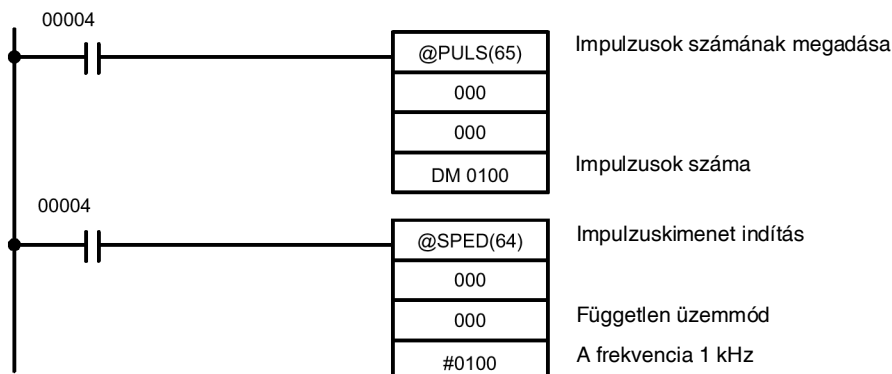 00004
@PULS(65) Impulzusok számának megadása
000
000
DM 0100 Impulzusok száma
00004
@SPED(64) Impulzuskimenet indítás
000
000 Független üzemmód
#0100 A frekvencia 1 kHz